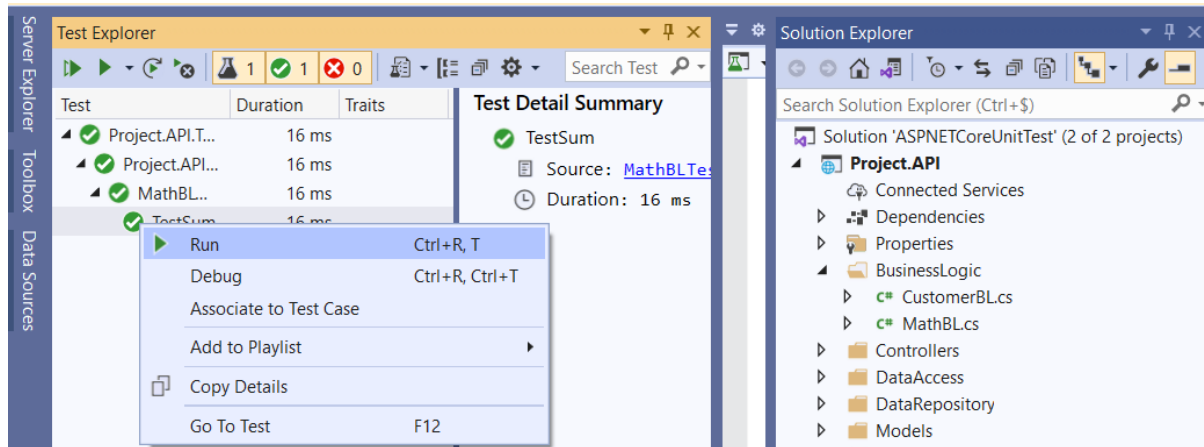 Server Explorer
Toolbox
Data Sources
Test Explorer
1 1 0 Search Test
Test Duration Traits
Project.API.T... 16 ms
Project.API... 16 ms
MathBL... 16 ms
TestSum 16 ms
Run Ctrl+R, T
Debug Ctrl+R, Ctrl+T
Associate to Test Case
Add to Playlist
Copy Details
Go To Test F12
Test Detail Summary
TestSum
Source: MathBLTes
Duration: 16 ms
Solution Explorer
Search Solution Explorer (Ctrl+$)
Solution 'ASPNETCoreUnitTest' (2 of 2 projects)
Project.API
Connected Services
Dependencies
Properties
BusinessLogic
C# CustomerBL.cs
C# MathBL.cs
Controllers
DataAccess
DataRepository
Models